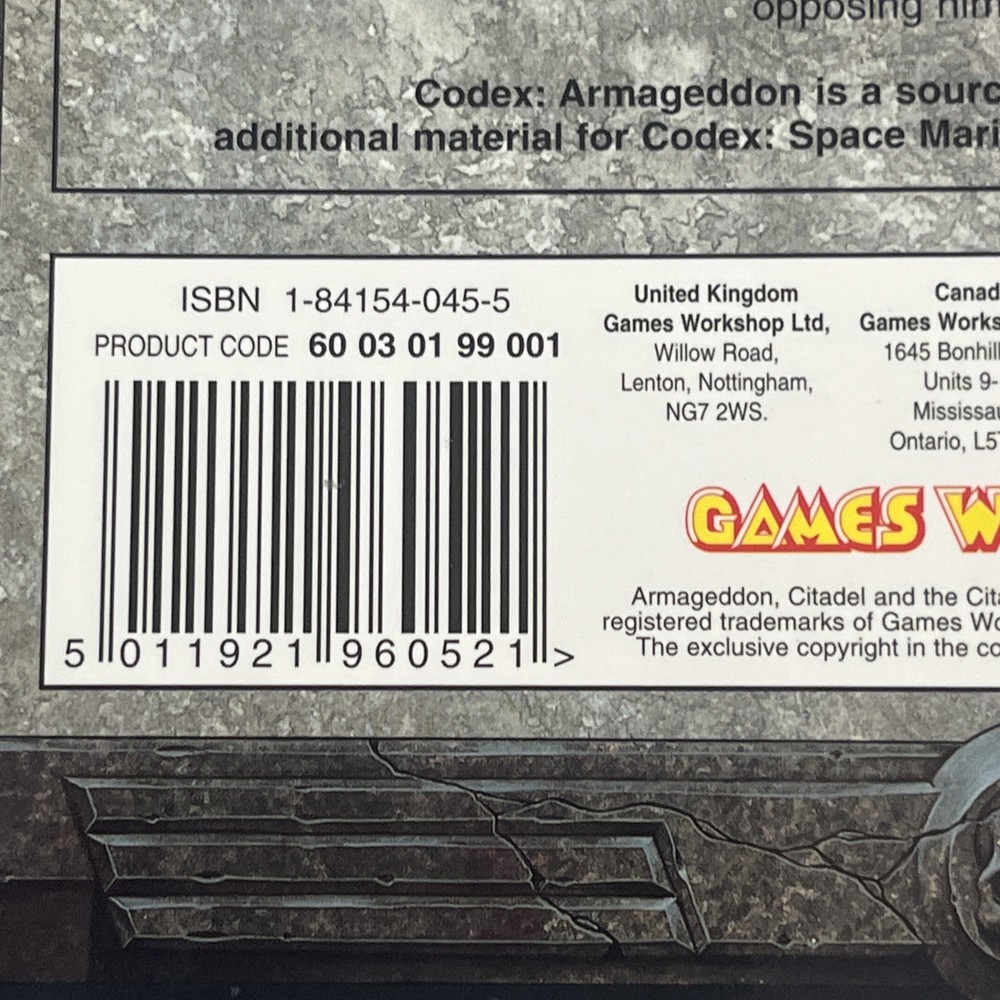 opposing
Codex: Armageddon is a
additional material for Codex: Space
ISBN 1-84154-045-5
PRODUCT CODE 60 03 01 99 001
5 011921 960521 >
United Kingdom
Games Workshop Ltd,
Willow Road,
Lenton, Nottingham,
NG7 2WS.
Canad
Games Works
1645 Bonhill
Units 9-
Mississau
Ontario, L5
GAMES W
Armageddon, Citadel and the Cita
registered trademarks of Games Wo
The exclusive copyright in the co